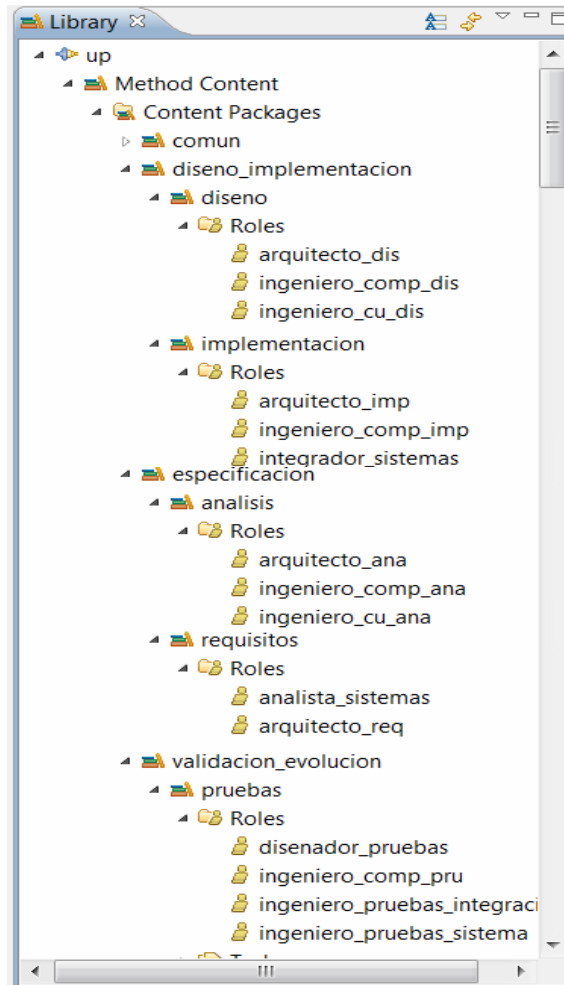 Library
up
Method Content
Content Packages
comun
diseno_implementacion
diseno
Roles
arquitecto_dis
ingeniero_comp_dis
ingeniero_cu_dis
implementacion
Roles
arquitecto_imp
ingeniero_comp_imp
integrador_sistemas
especificacion
analisis
Roles
arquitecto_ana
ingeniero_comp_ana
ingeniero_cu_ana
requisitos
Roles
analista_sistemas
arquitecto_req
validacion_evolucion
pruebas
Roles
disenador_pruebas
ingeniero_comp_pru
ingeniero_pruebas_integraci
ingeniero_pruebas_sistema